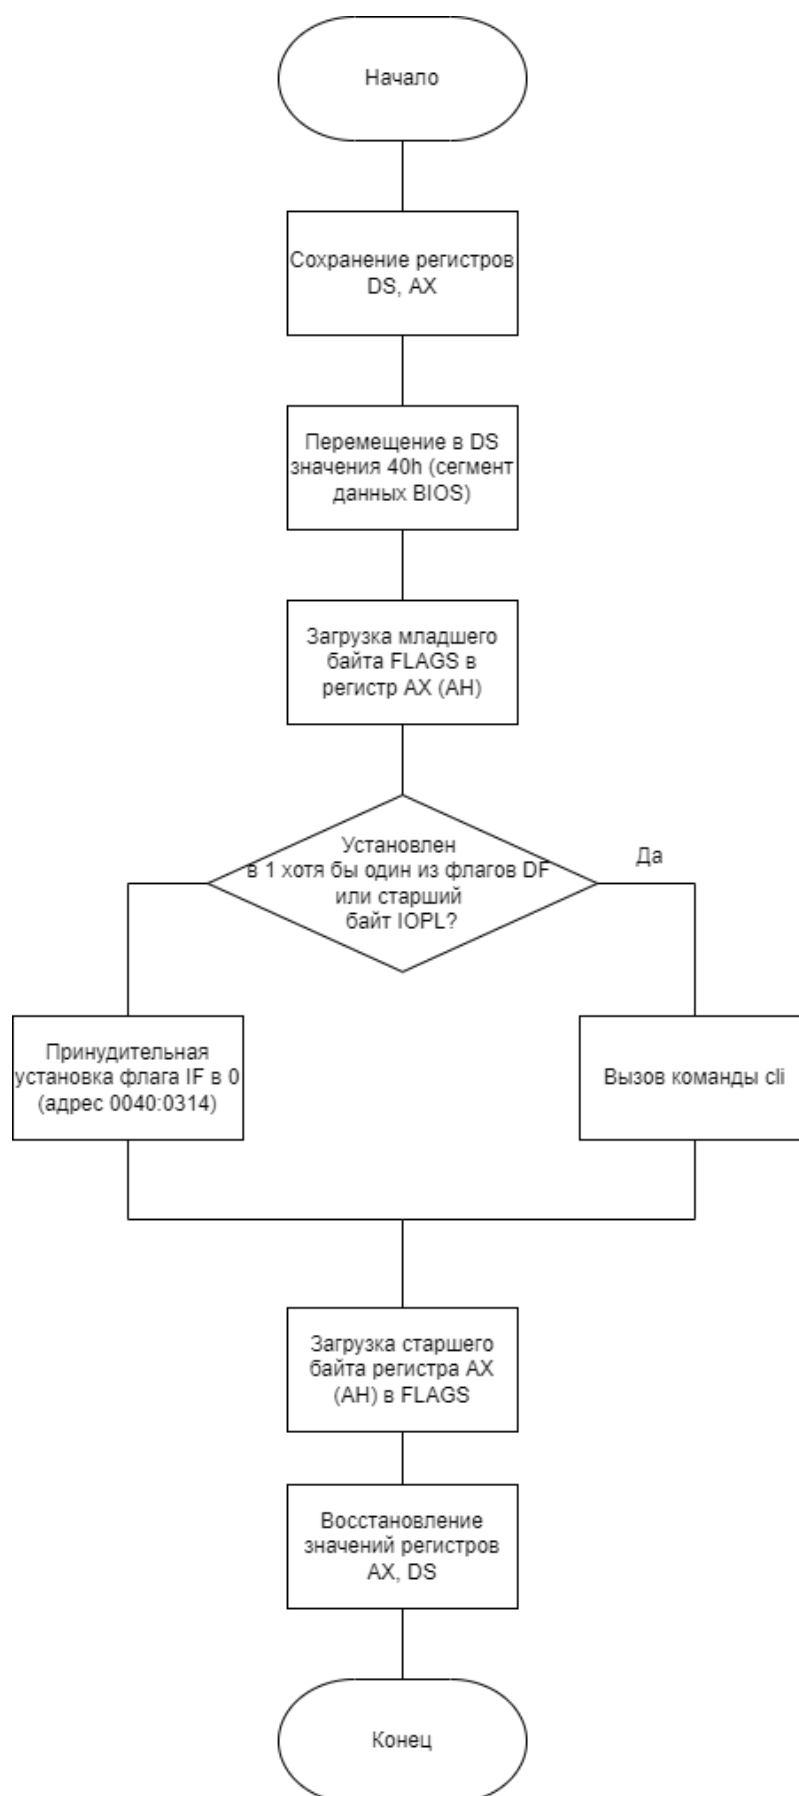 Начало
Сохранение регистров
DS, AX
Перемещение в DS
значения 40h (сегмент
данных BIOS)
Загрузка младшего
байта FLAGS в
регистр AX (AH)
Установлен
в 1 хотя бы один из флагов DF
или старший
байт IOPL?
Да
Принудительная
установка флага IF в 0
(адрес 0040:0314)
Вызов команды cli
Загрузка старшего
байта регистра AX
(AH) в FLAGS
Восстановление
значений регистров
AX, DS
Конец